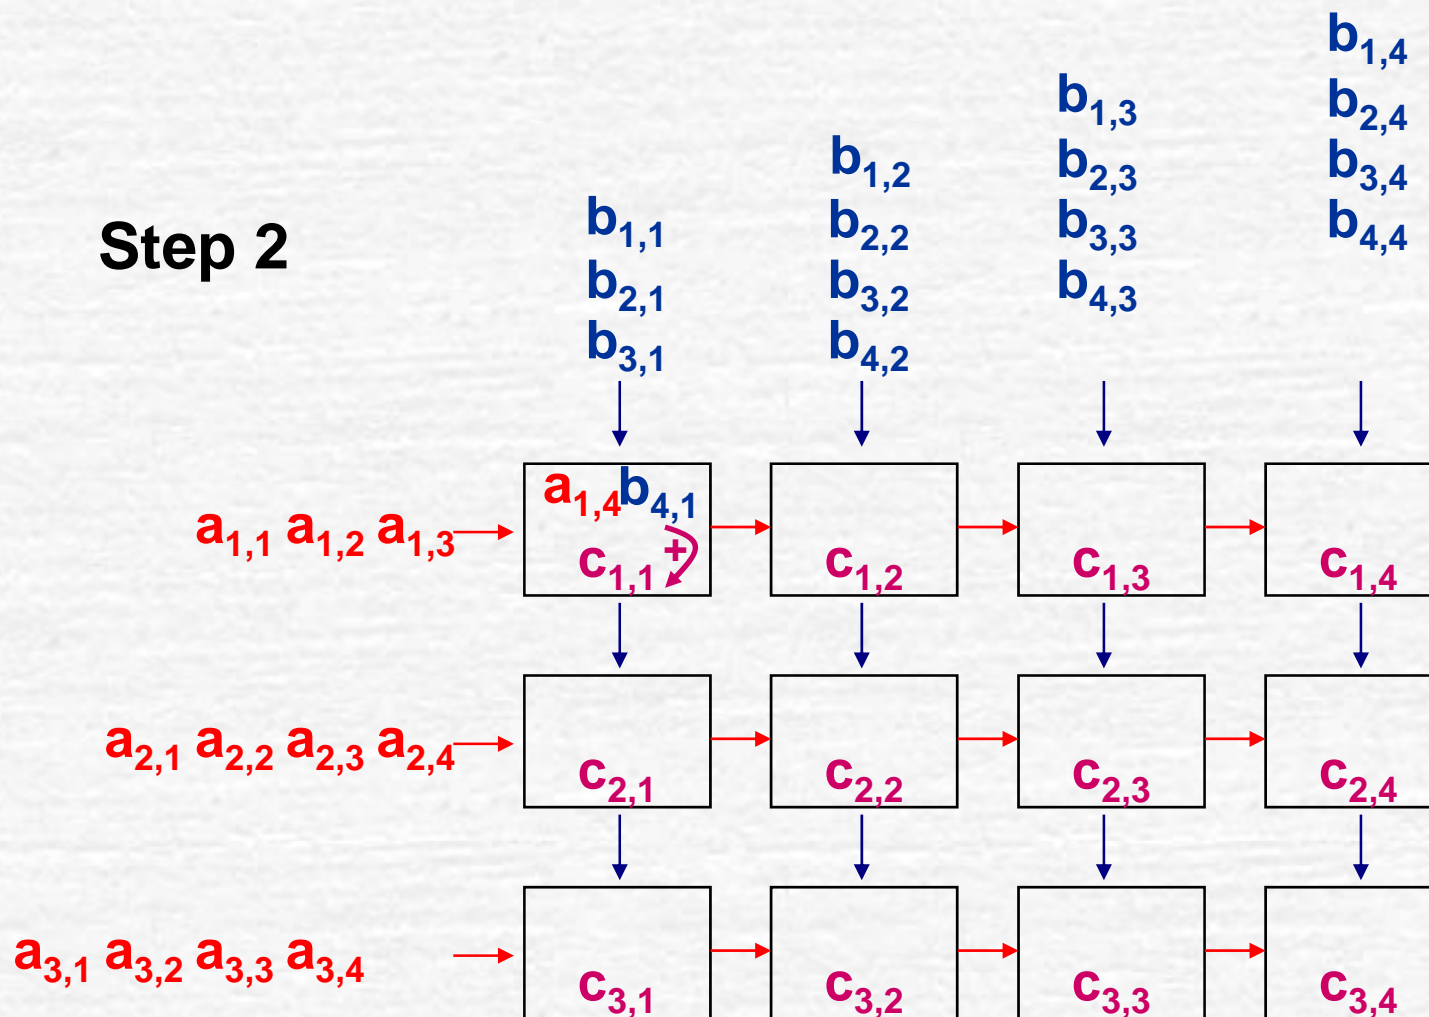 b1,4
b1,3 b2,4
b1,2 b2,3 b3,4
Step 2 b1,1 b2,2 b3,3 b4,4
b2,1 b3,2 b4,3
b3,1 b4,2
a1,4 b4,1
a1,1 a1,2 a1,3
c1,1 + c1,2 c1,3 c1,4
a2,1 a2,2 a2,3 a2,4
c2,1 c2,2 c2,3 c2,4
a3,1 a3,2 a3,3 a3,4
c3,1 c3,2 c3,3 c3,4